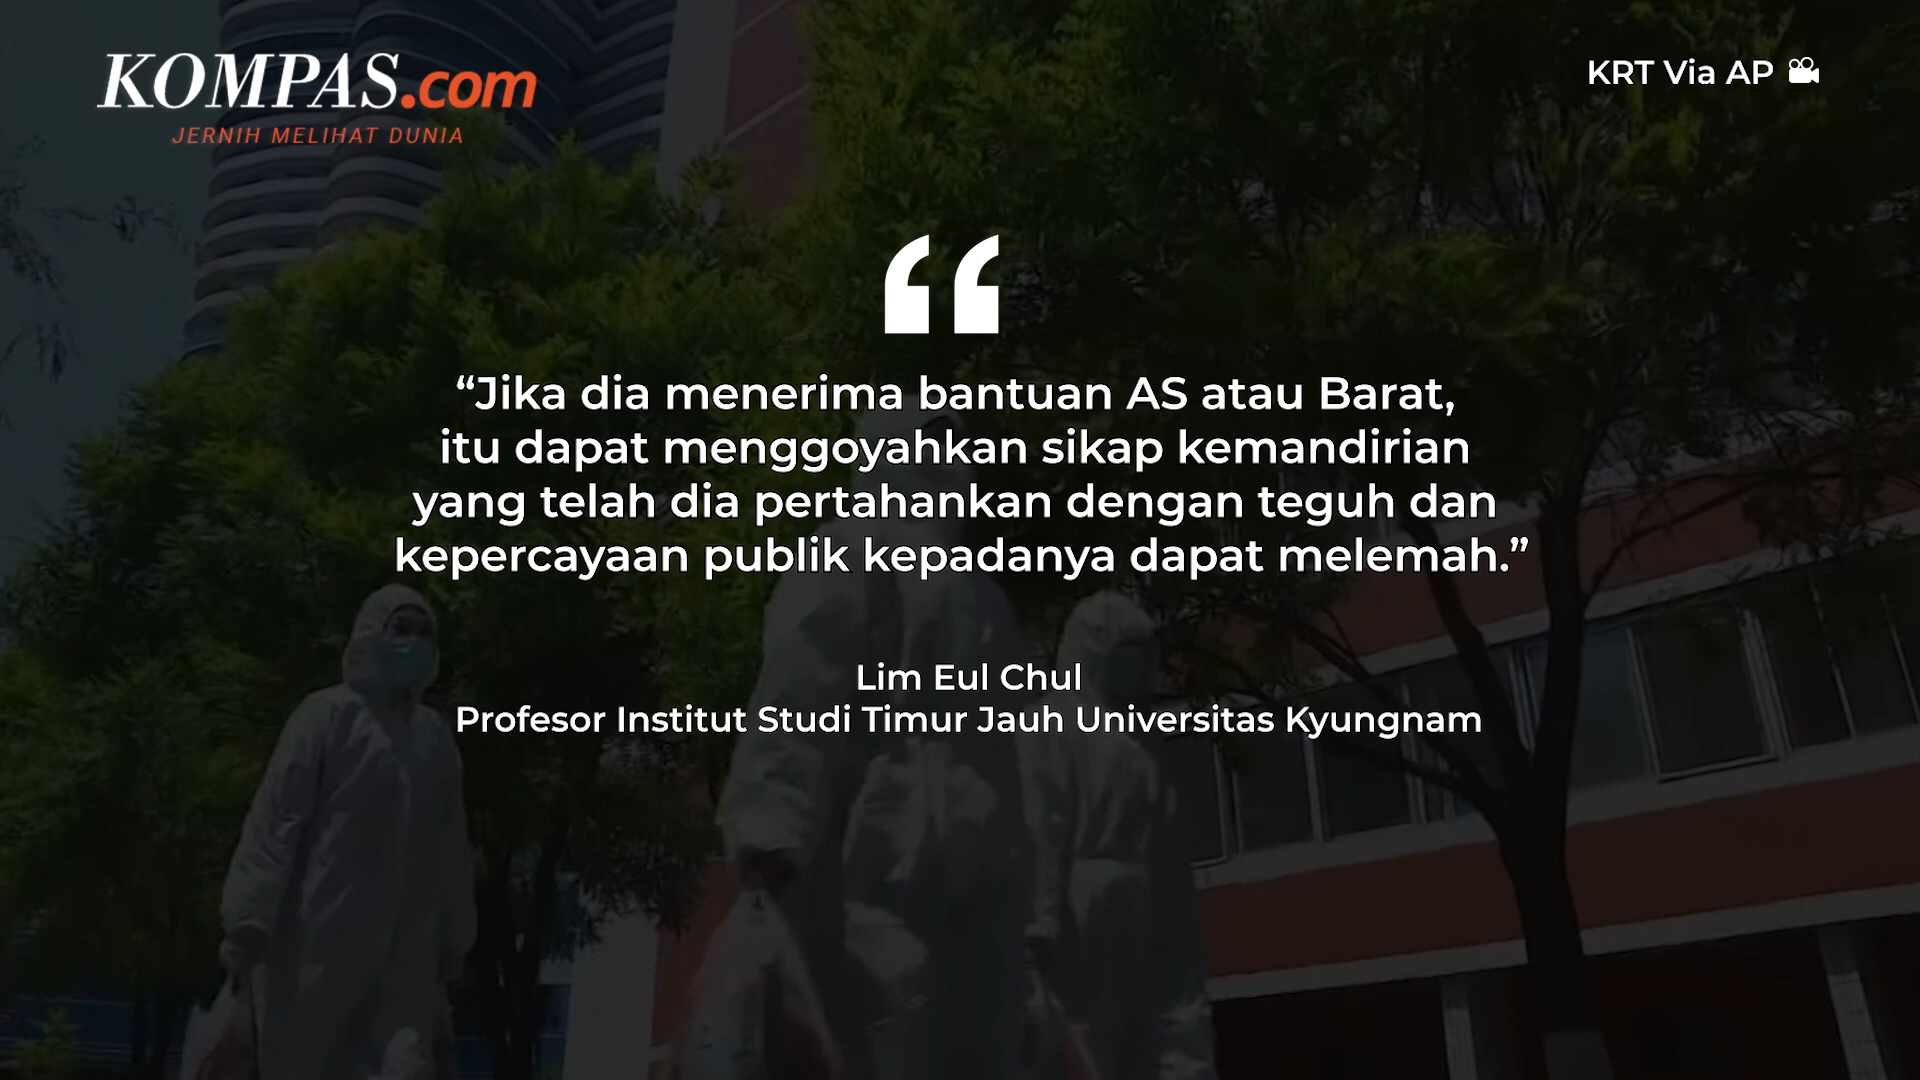 KOMPAS.com
JERNIH MELIHAT DUNIA
KRT Via AP
“Jika dia menerima bantuan AS atau Barat,
itu dapat menggoyahkan sikap kemandirian
yang telah dia pertahankan dengan teguh dan
kepercayaan publik kepadanya dapat melemah.”
Lim Eul Chul
Profesor Institut Studi Timur Jauh Universitas Kyungnam